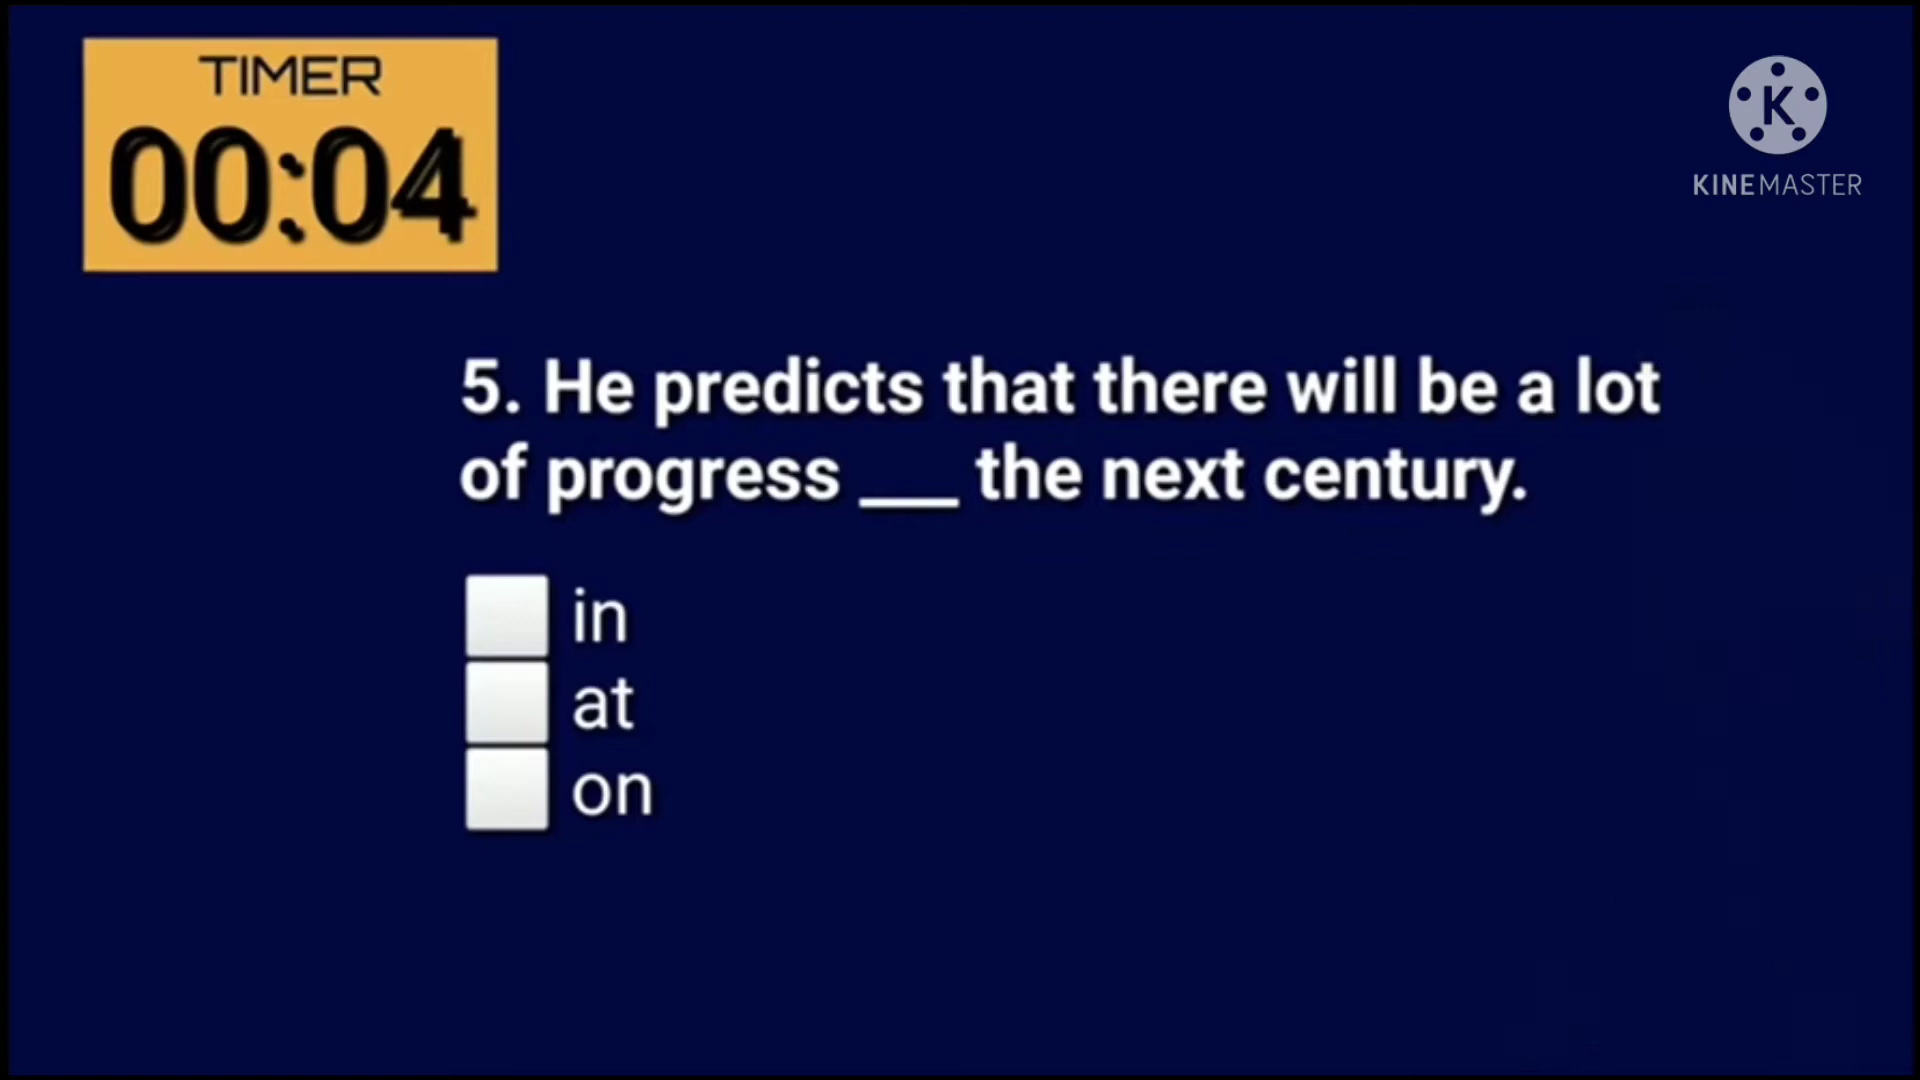 TIMER
00:04
K
KINEMASTER
5. He predicts that there will be a lot
of progress ___ the next century.
in
at
on